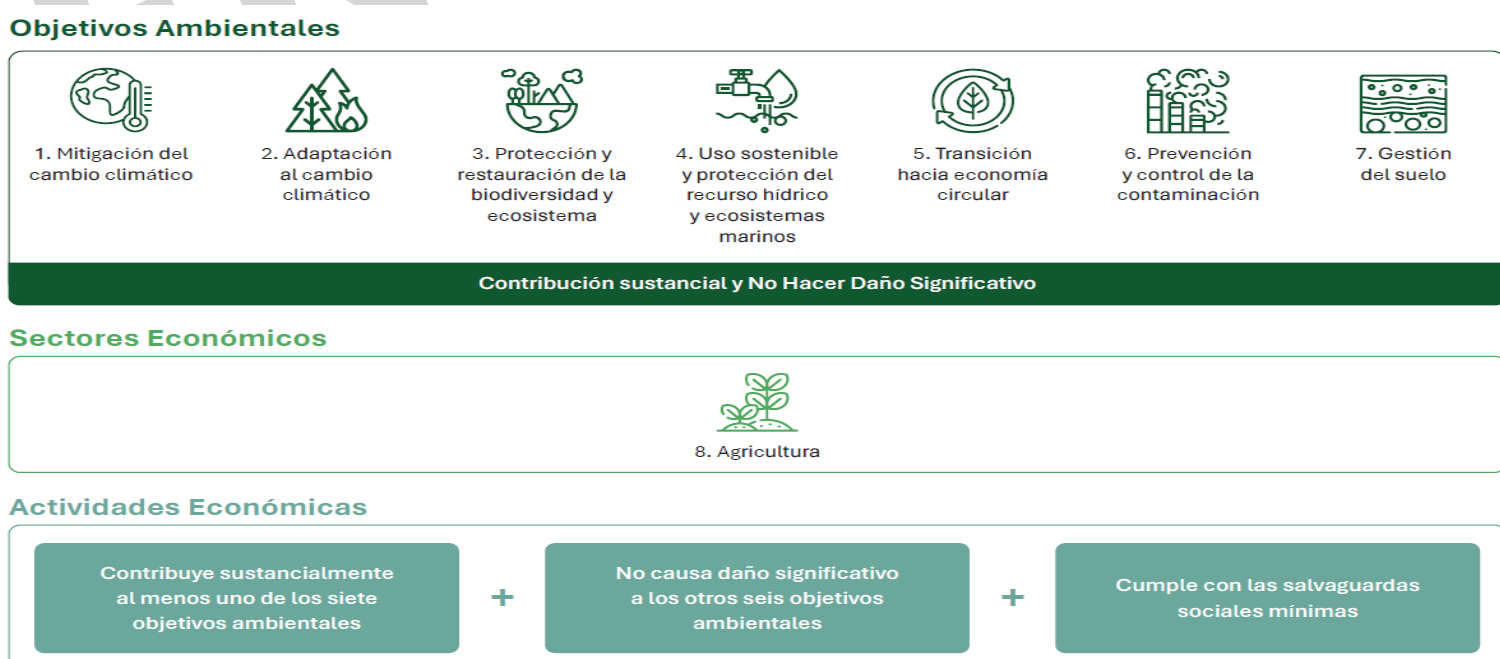 Objetivos Ambientales
1. Mitigación del
cambio climático
2. Adaptación
al cambio
climático
3. Protección y
restauración de la
biodiversidad y
ecosistema
4. Uso sostenible
y protección del
recurso hídrico
y ecosistemas
marinos
5. Transición
hacia economía
circular
6. Prevención
y control de la
contaminación
7. Gestión
del suelo
Contribución sustancial y No Hacer Daño Significativo
Sectores Económicos
8. Agricultura
Actividades Económicas
Contribuye sustancialmente
al menos uno de los siete
objetivos ambientales
+
No causa daño significativo
a los otros seis objetivos
ambientales
+
Cumple con las salvaguardas
sociales mínimas